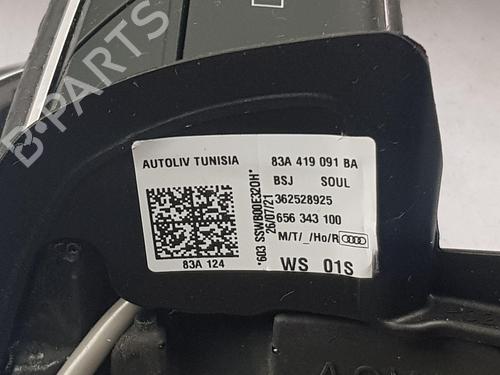 B-PARTS
AUTOLIV TUNISIA
83A 419 091 BA
BSJ SOUL
362528925
656 343 100
M/T/_/Ho/R
WS 01S
83A 124
*603 SSWB00E320H*
26/07/21